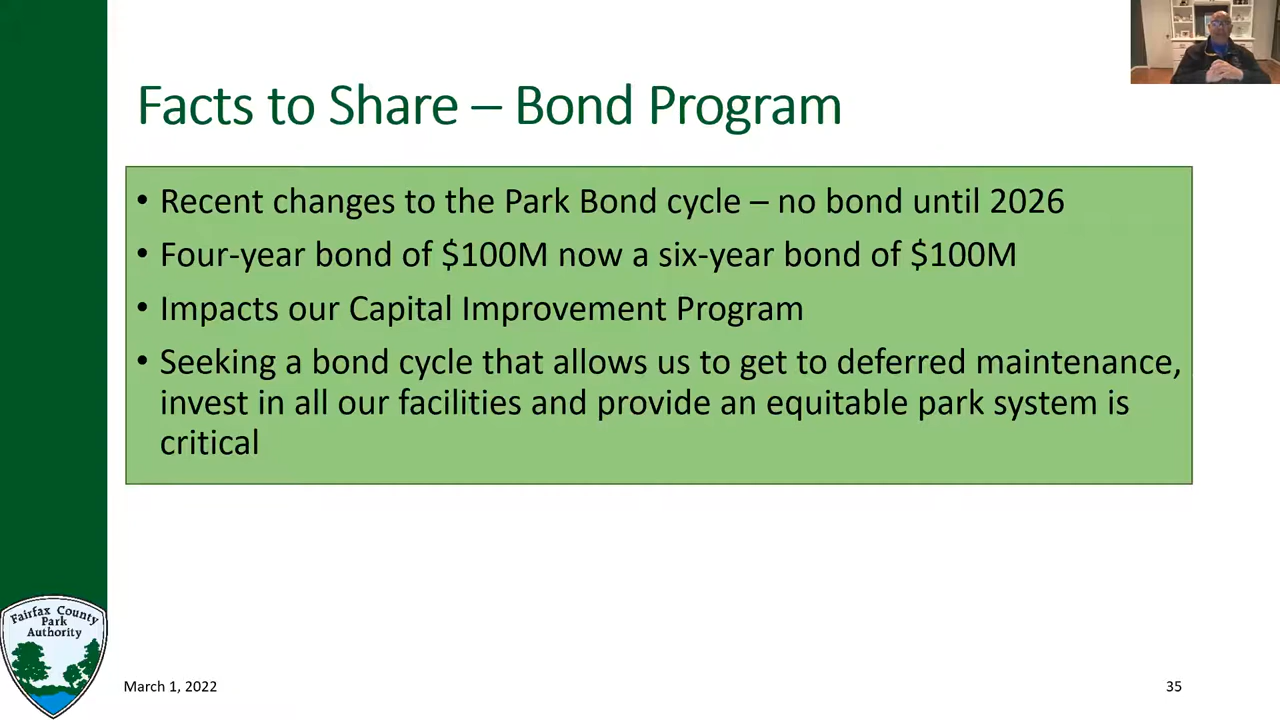 Facts to Share – Bond Program
• Recent changes to the Park Bond cycle – no bond until 2026
• Four-year bond of $100M now a six-year bond of $100M
• Impacts our Capital Improvement Program
• Seeking a bond cycle that allows us to get to deferred maintenance,
invest in all our facilities and provide an equitable park system is
critical
Fairfax County
Park
Authority
March 1, 2022
35